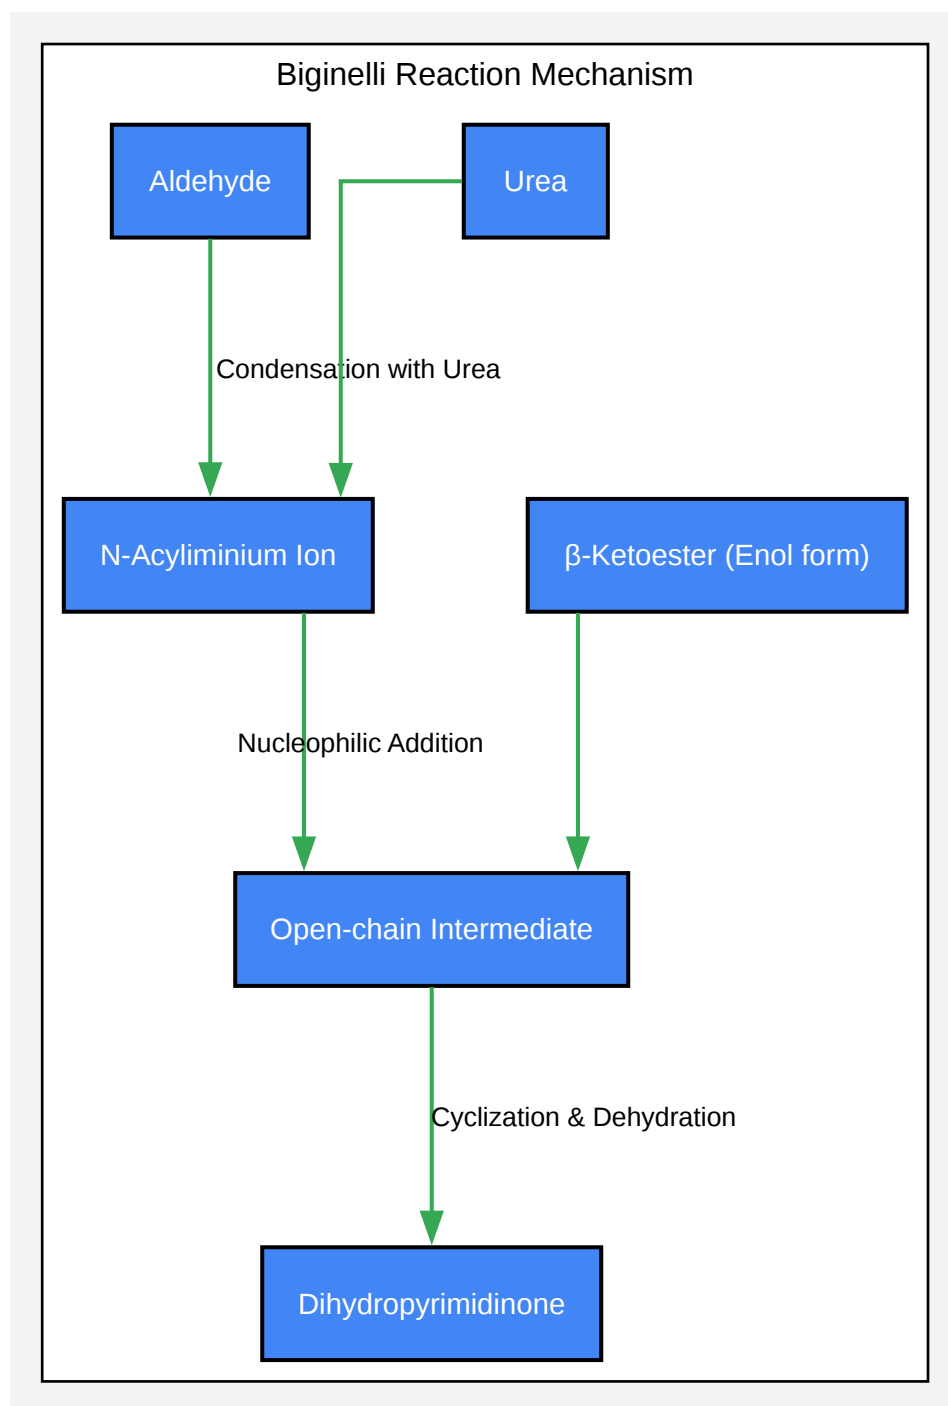 Biginelli Reaction Mechanism
Aldehyde
Urea
Condensation with Urea
N-Acyliminium Ion
β-Ketoester (Enol form)
Nucleophilic Addition
Open-chain Intermediate
Cyclization & Dehydration
Dihydropyrimidinone